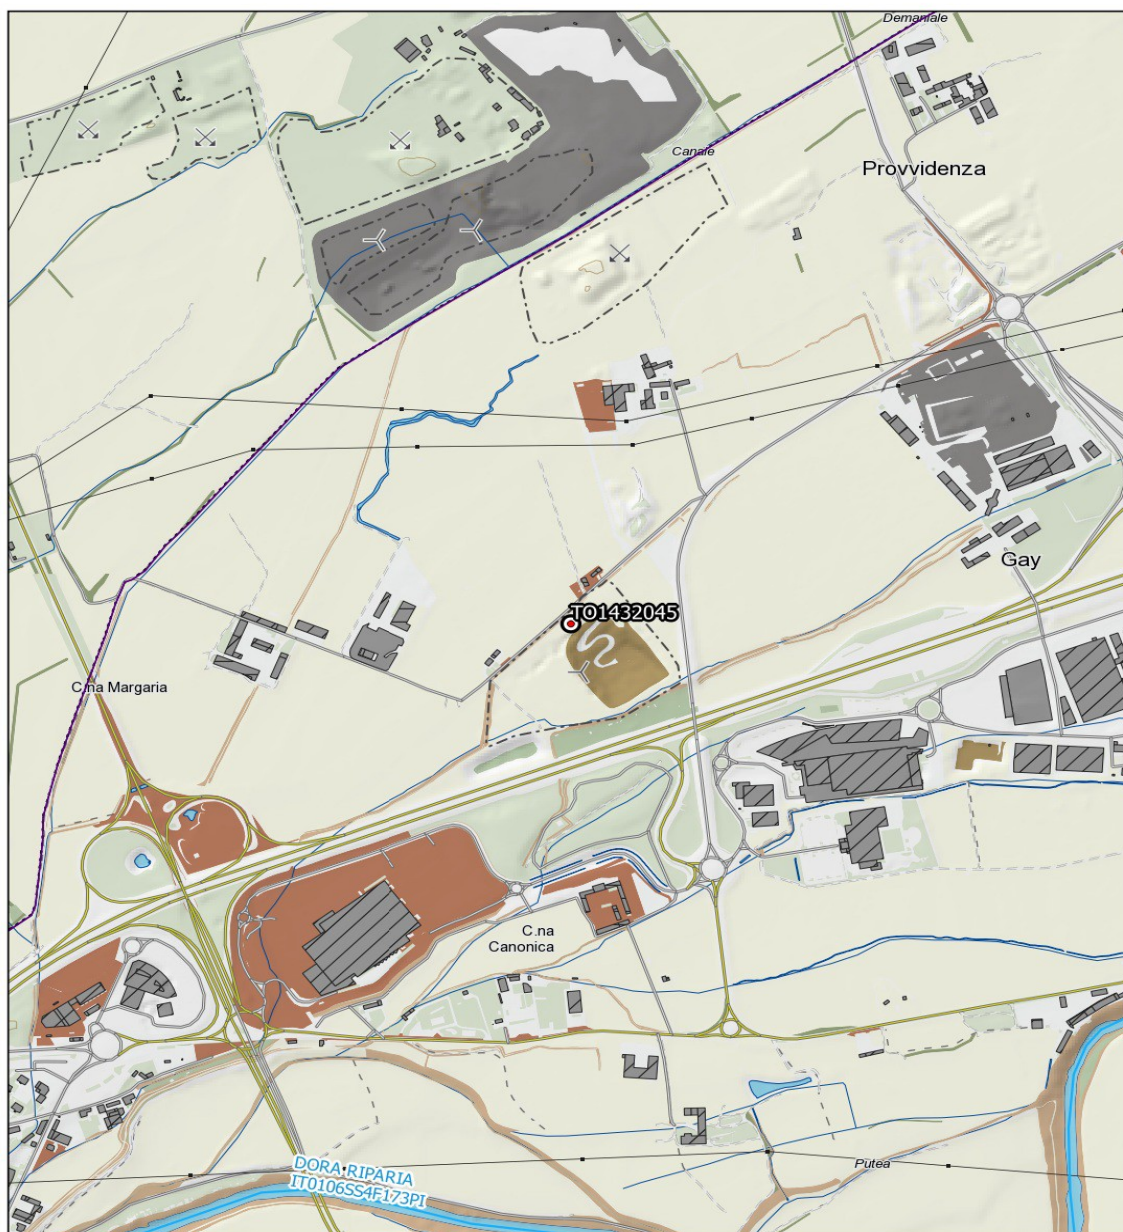 Demaniale
Canale
Provvidenza
Gay
TO1432045
C.na Margaria
C.na
Canonica
Putea
DORA RIPARIA
IT0106SS4F173PI